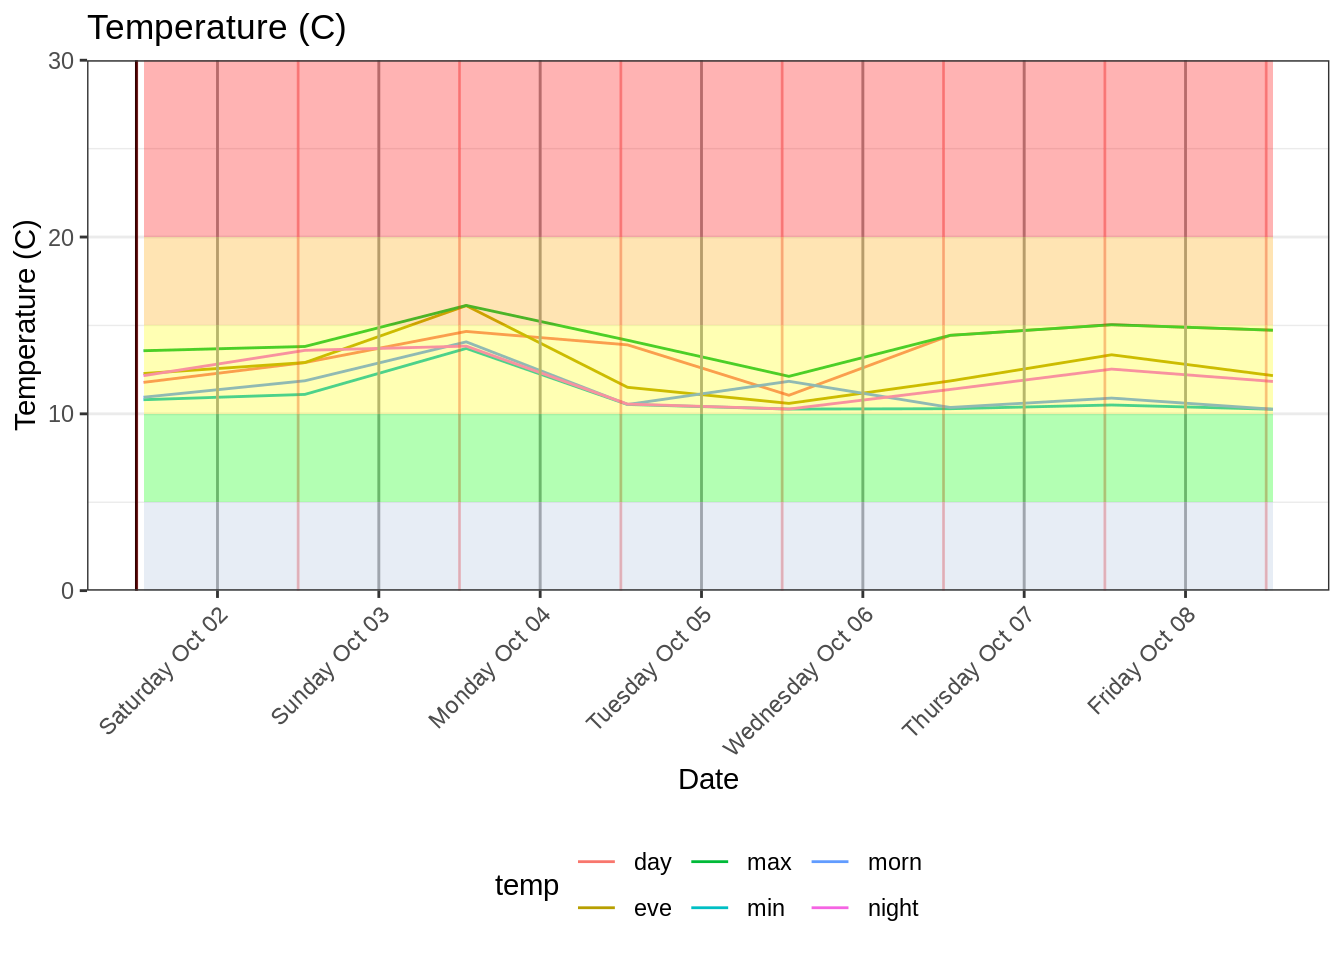 Temperature (C)
30
20
10
0
Temperature (C)
Saturday Oct 02
Sunday Oct 03
Monday Oct 04
Tuesday Oct 05
Wednesday Oct 06
Thursday Oct 07
Friday Oct 08
Date
temp
day max morn
eve min night